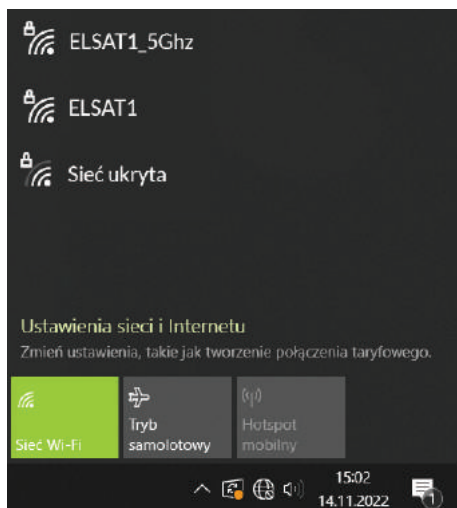 ELSAT1_5Ghz
ELSAT1
Sieć ukryta
Ustawienia sieci i Internetu
Zmień ustawienia, takie jak tworzenie połączenia taryfowego.
Sieć Wi-Fi
Tryb
samolotowy
Hotspot
mobilny
15:02
14.11.2022
1